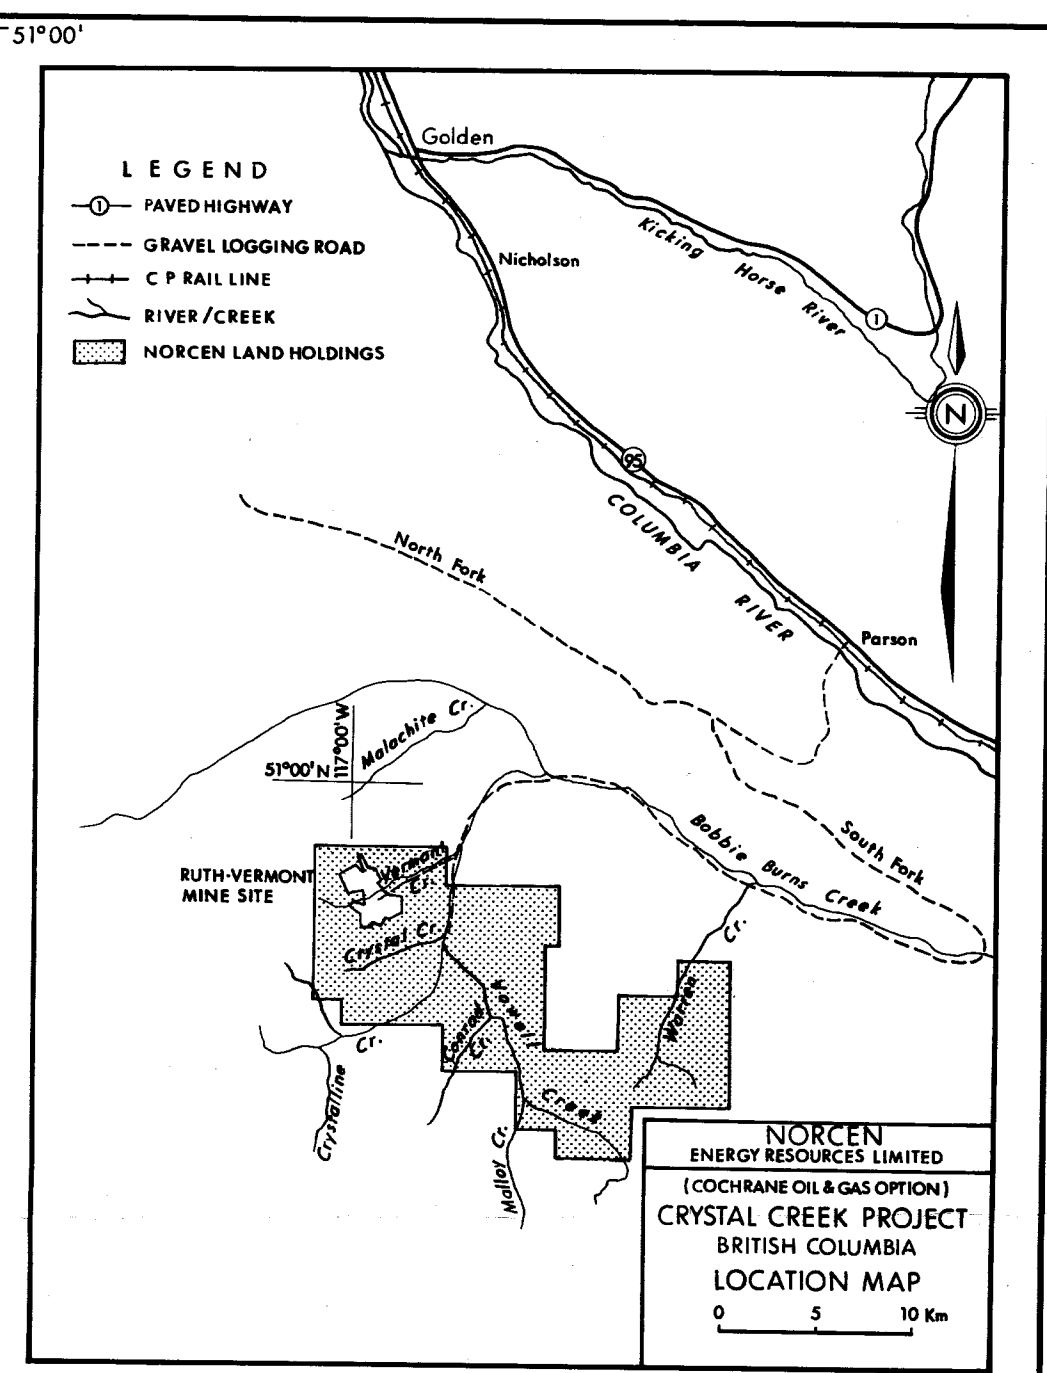 51°00'
Golden
LEGEND
1 PAVED HIGHWAY
GRAVEL LOGGING ROAD
C P RAIL LINE
RIVER/CREEK
NORCEN LAND HOLDINGS
Kicking Horse River
Nicholson
1
N
95
COLUMBIA RIVER
North Fork
Parson
Malachite Cr.
117°00'W
51°00'N
South Fork
Bobbie Burns Creek
RUTH-VERMONT
MINE SITE
Vermont
Cr.
Crystal Cr.
Warren Cr.
Conrad
Cr.
Howell Creek
Crystalline Cr.
Malloy Cr.
NORCEN
ENERGY RESOURCES LIMITED
(COCHRANE OIL & GAS OPTION)
CRYSTAL CREEK PROJECT
BRITISH COLUMBIA
LOCATION MAP
0 5 10 Km